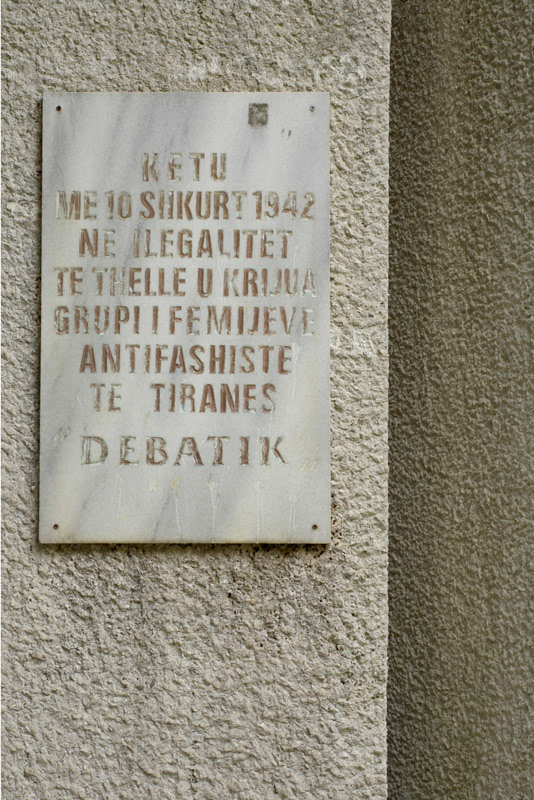 KETU
ME 10 SHKURT 1942
NE ILEGALITET
TE THELLE U KRIJUA
GRUPI I FEMIJEVE
ANTIFASHISTE
TE TIRANES
"DEBATIK"